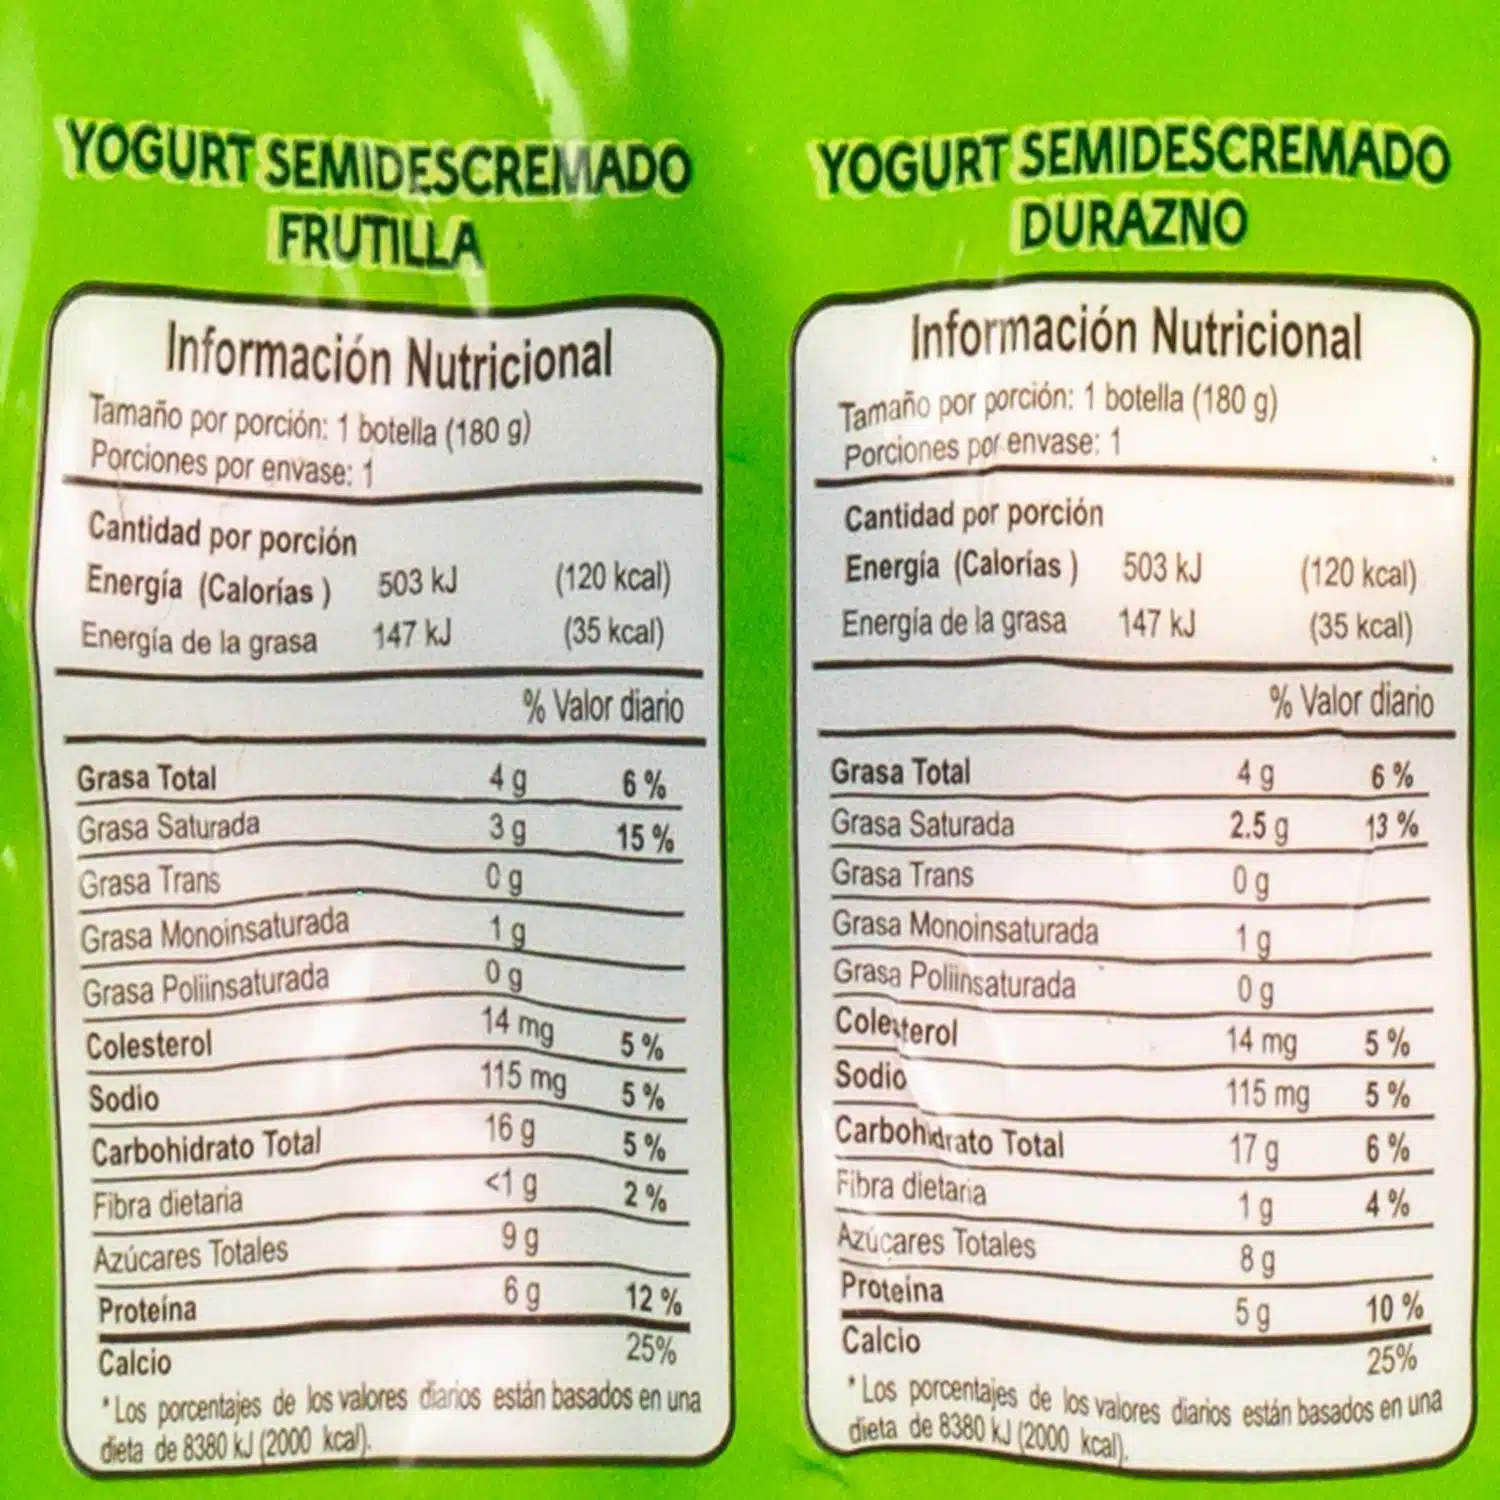 YOGURT SEMIDESCREMADO
FRUTILLA
Información Nutricional
Tamaño por porción: 1 botella (180 g)
Porciones por envase: 1
Cantidad por porción
Energía (Calorías ) 503 kJ (120 kcal)
Energía de la grasa 147 kJ (35 kcal)
% Valor diario
Grasa Total 4 g 6 %
Grasa Saturada 3 g 15 %
Grasa Trans 0 g
Grasa Monoinsaturada 1 g
Grasa Poliinsaturada 0 g
Colesterol 14 mg 5 %
Sodio 115 mg 5 %
Carbohidrato Total 16 g 5 %
Fibra dietaria <1 g 2 %
Azúcares Totales 9 g
Proteína 6 g 12 %
Calcio 25%
*Los porcentajes de los valores diarios están basados en una
dieta de 8380 kJ (2000 kcal).
YOGURT SEMIDESCREMADO
DURAZNO
Información Nutricional
Tamaño por porción: 1 botella (180 g)
Porciones por envase: 1
Cantidad por porción
Energía (Calorías ) 503 kJ (120 kcal)
Energía de la grasa 147 kJ (35 kcal)
% Valor diario
Grasa Total 4 g 6 %
Grasa Saturada 2.5 g 13 %
Grasa Trans 0 g
Grasa Monoinsaturada 1 g
Grasa Poliinsaturada 0 g
Colesterol 14 mg 5 %
Sodio 115 mg 5 %
Carbohidrato Total 17 g 6 %
Fibra dietaria 1 g 4 %
Azúcares Totales 8 g
Proteína 5 g 10 %
Calcio 25%
*Los porcentajes de los valores diarios están basados en una
dieta de 8380 kJ (2000 kcal).